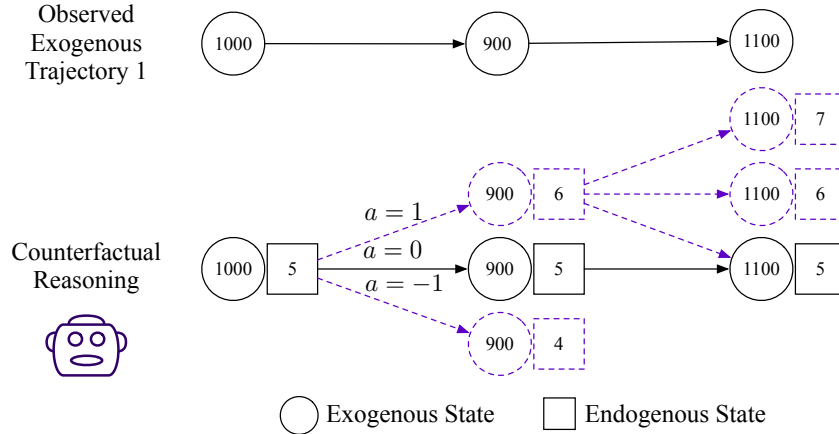 Observed
Exogenous
Trajectory 1
1000
900
1100
1100 7
900 6
1100 6
a = 1
Counterfactual
Reasoning
1000 5
a = 0
900 5
1100 5
a = −1
900 4
Exogenous State
Endogenous State